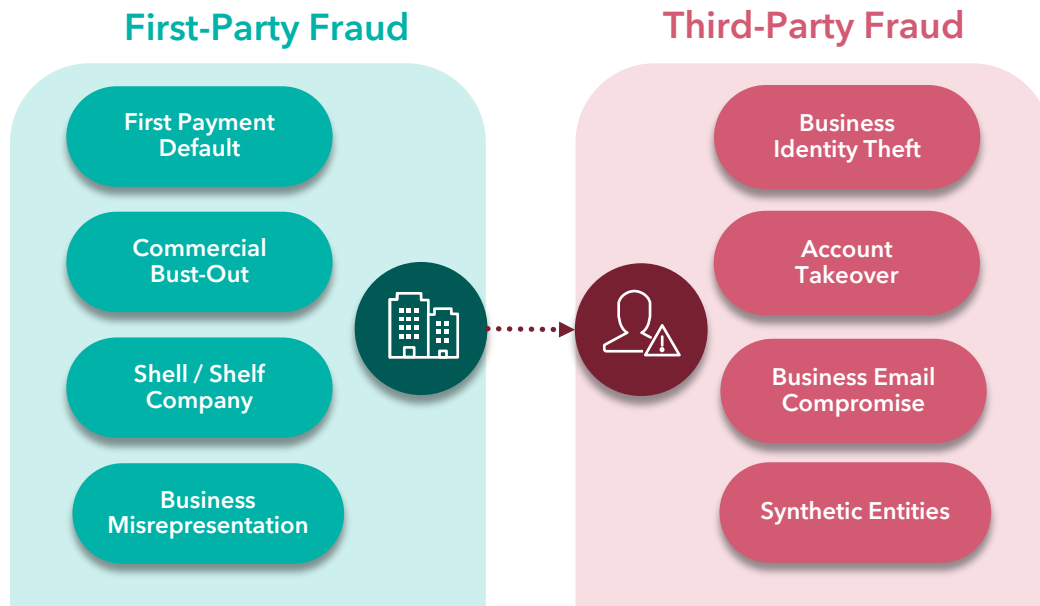 First-Party Fraud
First Payment
Default
Commercial
Bust-Out
Shell / Shelf
Company
Business
Misrepresentation
Third-Party Fraud
Business
Identity Theft
Account
Takeover
Business Email
Compromise
Synthetic Entities